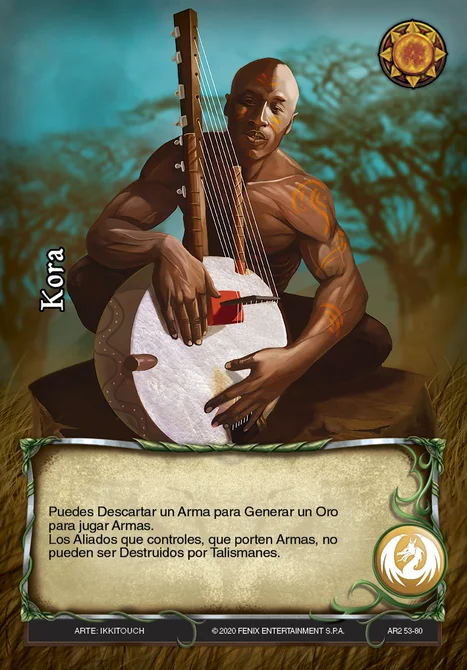 Kora
Puedes Descartar un Arma para Generar un Oro
para jugar Armas.
Los Aliados que controles, que porten Armas, no
pueden ser Destruidos por Talismanes.
ARTE: IKKITOUCH
© 2020 FENIX ENTERTAINMENT S.P.A.
AR2 53-80